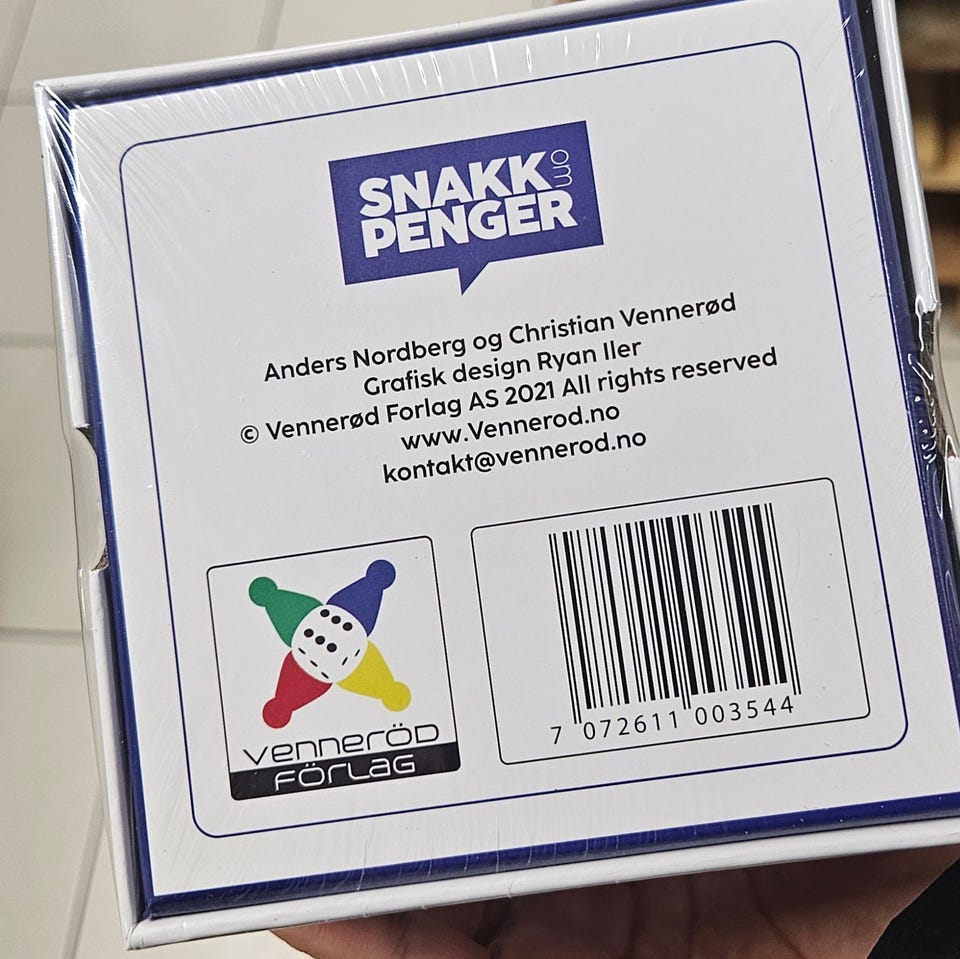 SNAKK om
PENGER
Anders Nordberg og Christian Vennerød
Grafisk design Ryan Iler
© Vennerød Forlag AS 2021 All rights reserved
www.Vennerod.no
kontakt@vennerod.no
venneröd
förlag
7 072611 003544